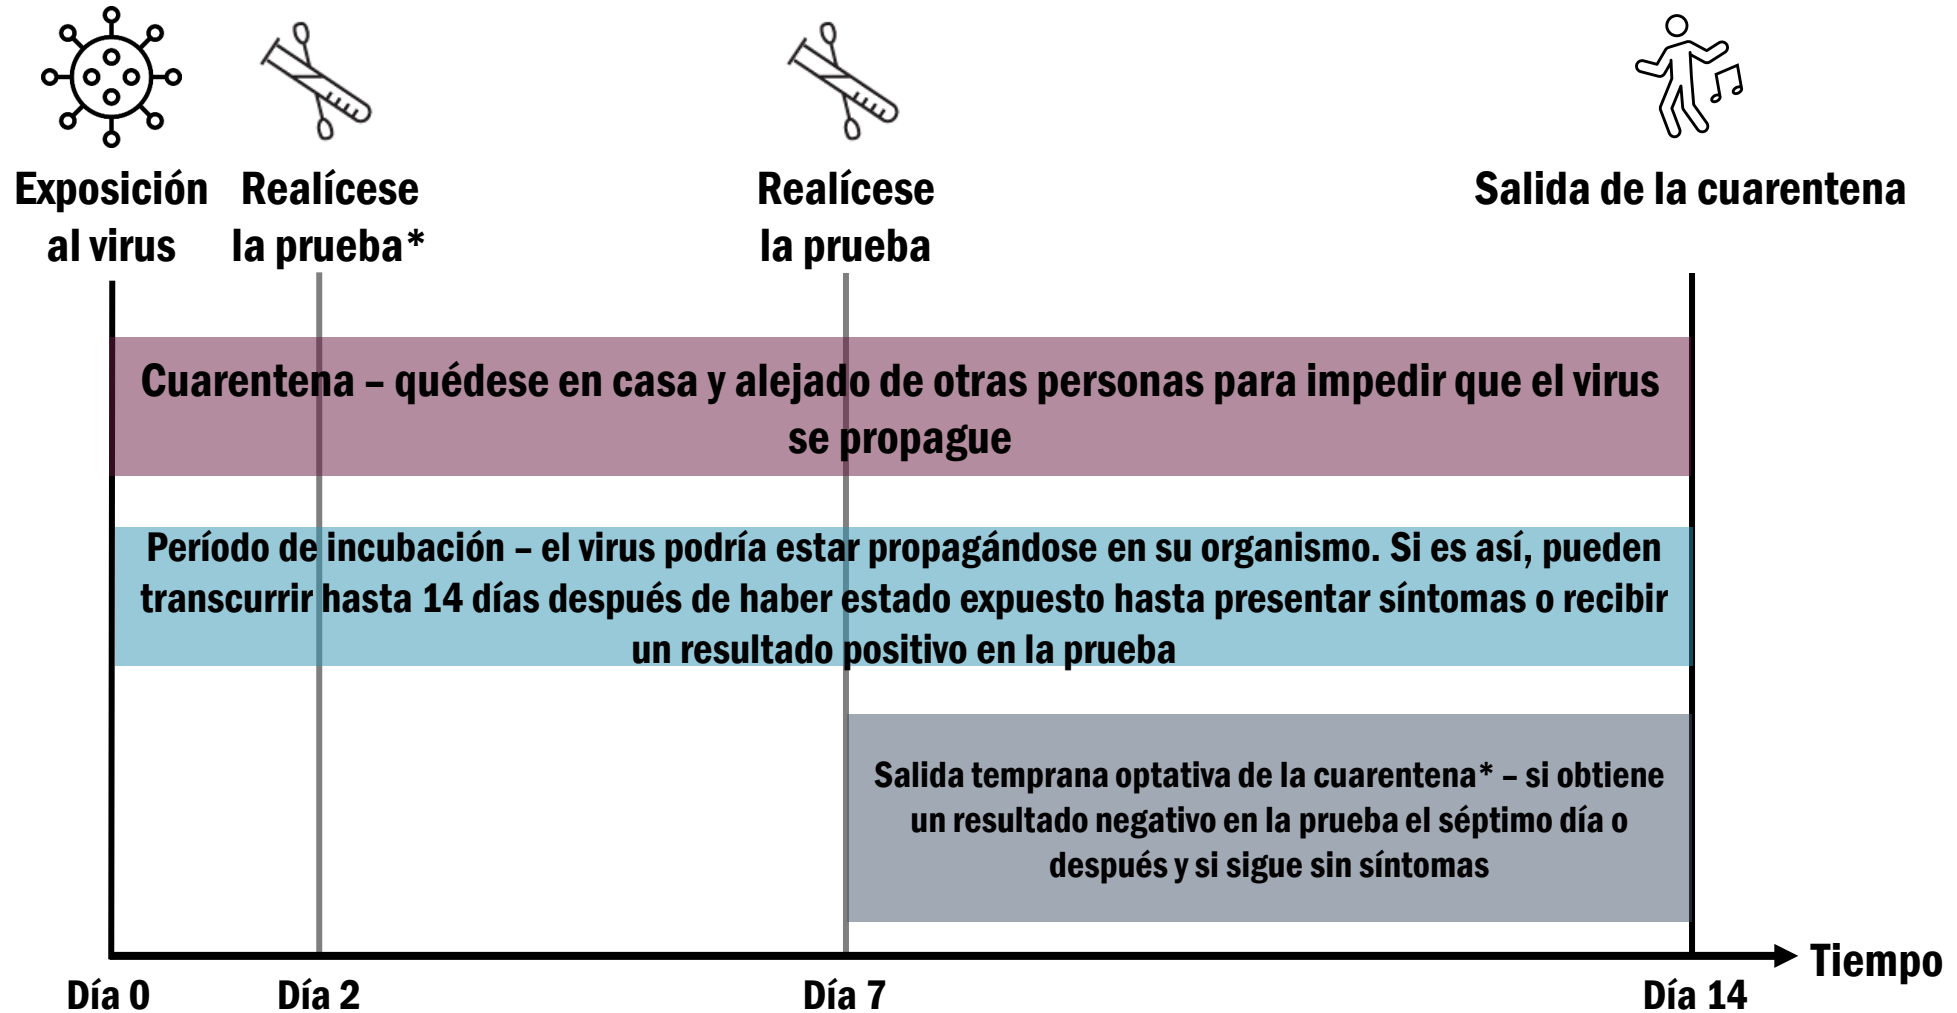 Exposición
al virus
Realícese
la prueba*
Realícese
la prueba
Salida de la cuarentena
Cuarentena – quédese en casa y alejado de otras personas para impedir que el virus
se propague
Período de incubación – el virus podría estar propagándose en su organismo. Si es así, pueden
transcurrir hasta 14 días después de haber estado expuesto hasta presentar síntomas o recibir
un resultado positivo en la prueba
Salida temprana optativa de la cuarentena* – si obtiene
un resultado negativo en la prueba el séptimo día o
después y si sigue sin síntomas
Tiempo
Día 0
Día 2
Día 7
Día 14